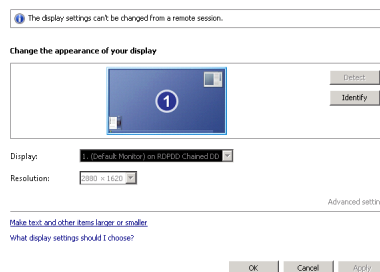 The display settings can't be changed from a remote session.
Change the appearance of your display
1
Detect
Identify
Display: 1. (Default Monitor) on RDPDD Chained DD
Resolution: 2880 × 1620
Advanced settin
Make text and other items larger or smaller
What display settings should I choose?
OK Cancel Apply